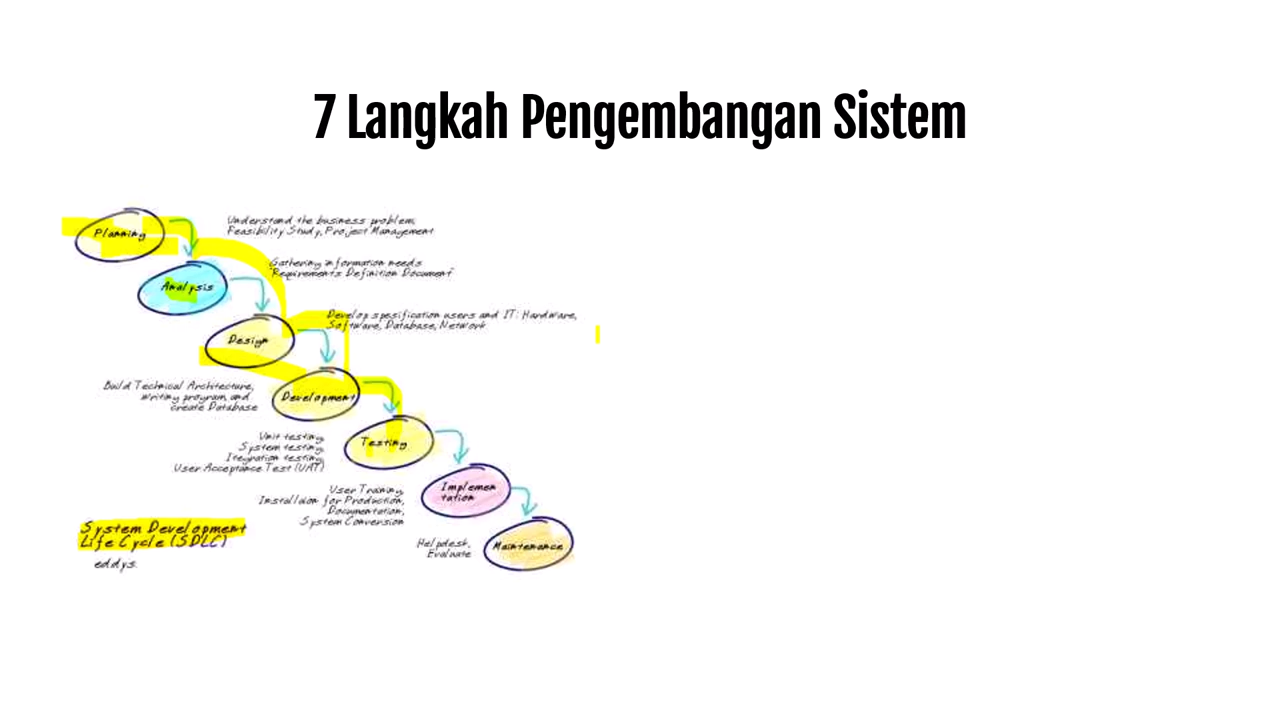 7 Langkah Pengembangan Sistem
Planning
Understand the business problem,
Feasibility Study, Project Management
Analysis
Gathering information needs
Requirements Definition Document
Design
Develop spesification users and IT: Hardware,
Software, Database, Network
Development
Build Technical Architecture,
Writing program, and
create Database
Testing
Unit testing,
System testing,
Itegration testing,
User Acceptance Test (UAT)
Implemen
tation
User Training,
Installaion for Production,
Documentation,
System Conversion
Maintenance
Helpdesk,
Evaluate
System Development
Life Cycle (SDLC)
eddys.